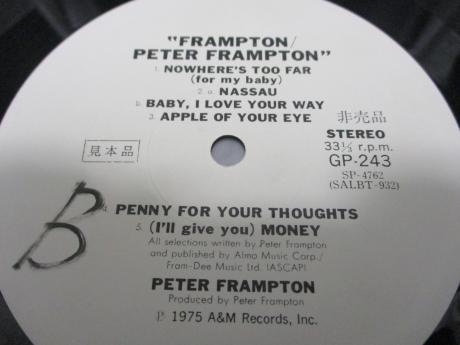 "FRAMPTON/
PETER FRAMPTON"
1. NOWHERE'S TOO FAR
(for my baby)
2. a. NASSAU
b. BABY, I LOVE YOUR WAY
3. APPLE OF YOUR EYE
非売品
STEREO
33⅓ r.p.m.
GP-243
SP-4762
(SALBT-932)
見本品
B
4. PENNY FOR YOUR THOUGHTS
5. (I'll give you) MONEY
All selections written by Peter Frampton
and published by Almo Music Corp./
Fram-Dee Music Ltd. (ASCAP)
PETER FRAMPTON
Produced by Peter Frampton
℗ 1975 A&M Records, Inc.